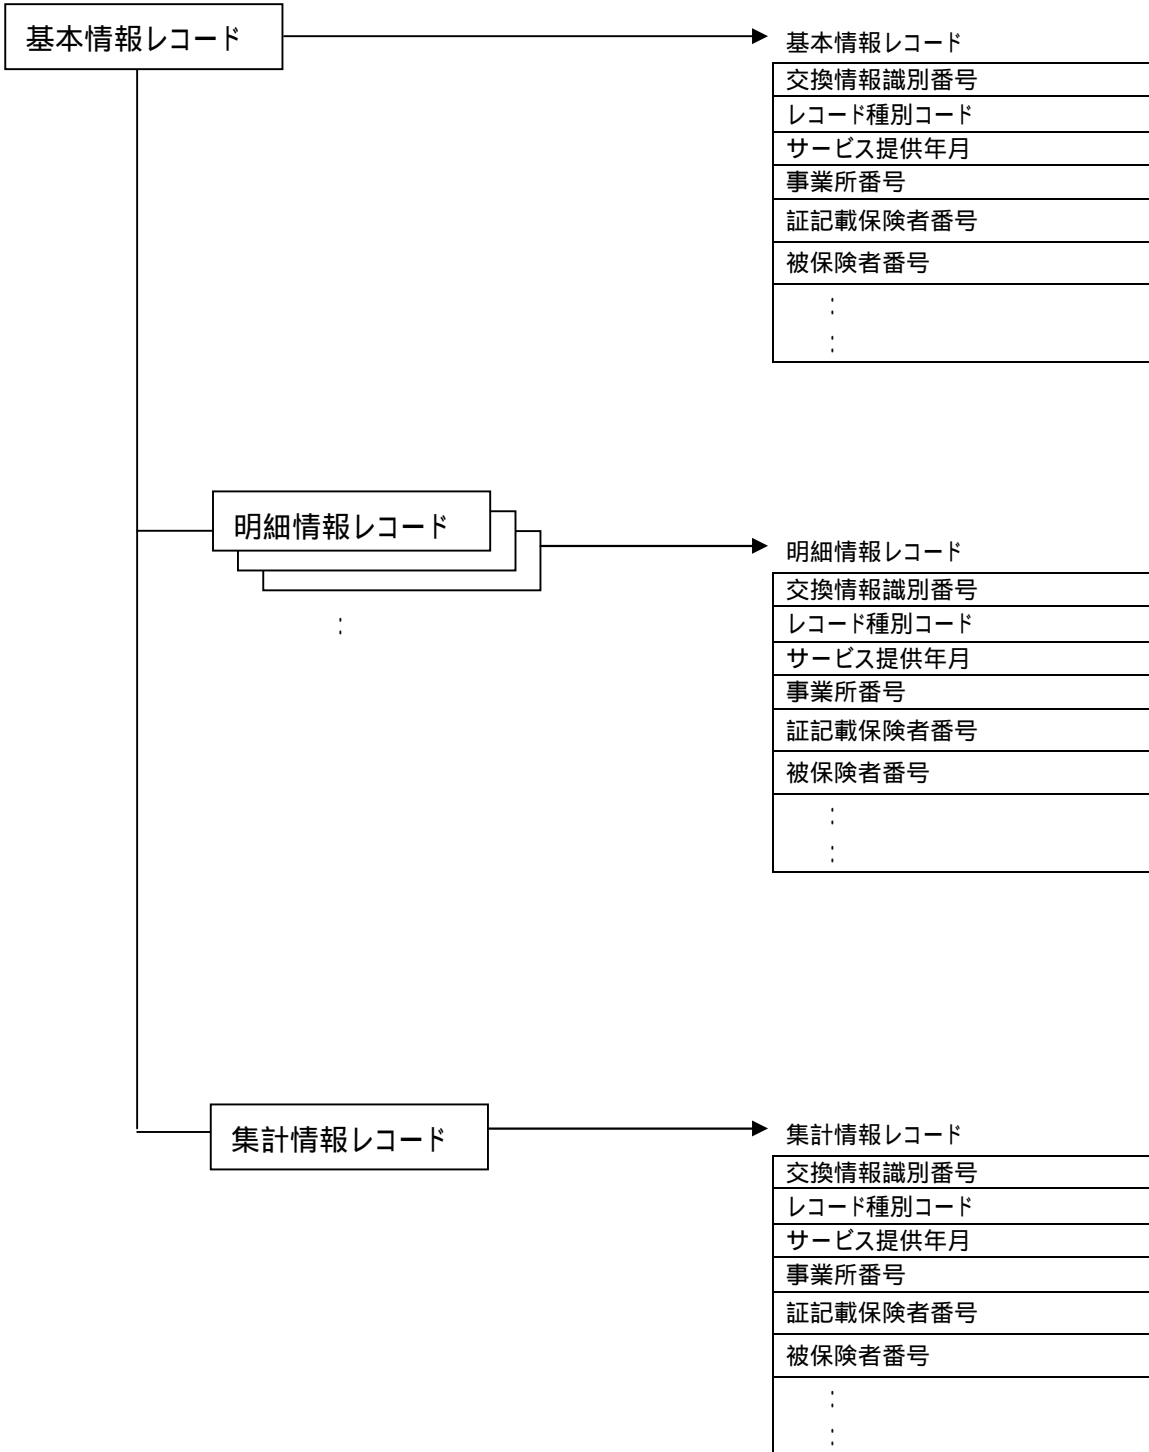 基本情報レコード
基本情報レコード
交換情報識別番号
レコード種別コード
サービス提供年月
事業所番号
証記載保険者番号
被保険者番号
:
:
明細情報レコード
:
明細情報レコード
交換情報識別番号
レコード種別コード
サービス提供年月
事業所番号
証記載保険者番号
被保険者番号
:
:
集計情報レコード
集計情報レコード
交換情報識別番号
レコード種別コード
サービス提供年月
事業所番号
証記載保険者番号
被保険者番号
:
: